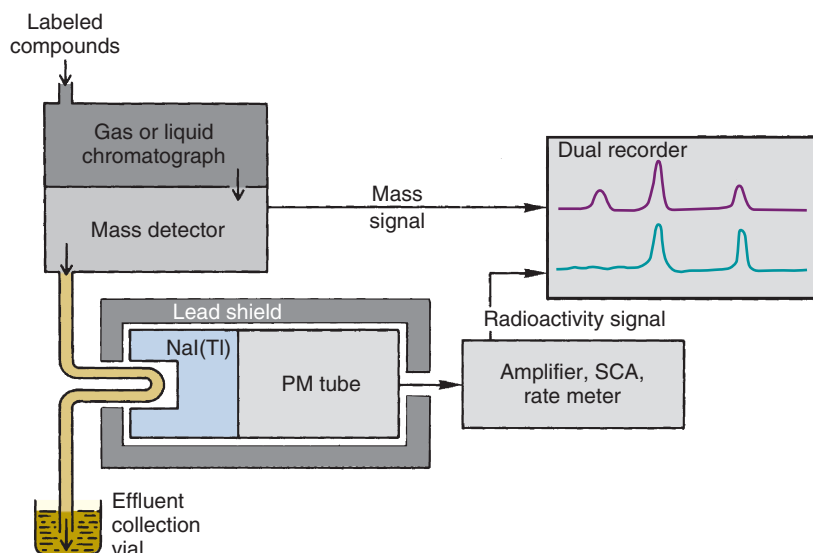 Labeled
compounds
Gas or liquid
chromatograph
Mass detector
Mass
signal
Dual recorder
Lead shield
NaI(Tl)
PM tube
Radioactivity signal
Amplifier, SCA,
rate meter
Effluent
collection
vial